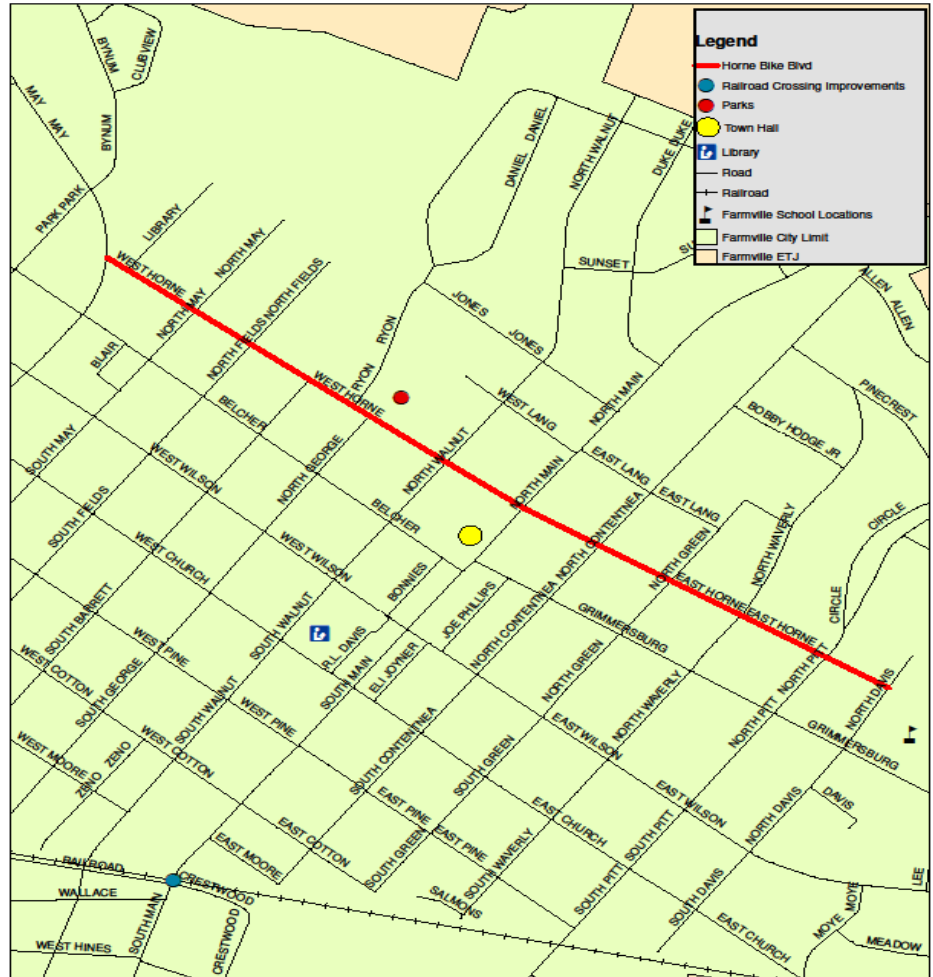 Legend
Horne Bike Blvd
Railroad Crossing Improvements
Parks
Town Hall
Library
Road
Railroad
Farmville School Locations
Farmville City Limit
Farmville ETJ
BYNUM
CLUBVIEW
MAY
MAY
BYNUM
PARK PARK
LIBRARY
NORTH MAY
WEST HORNE
NORTH MAY
NORTH FIELDS
NORTH FIELDS
DANIEL
DANIEL
NORTH WALNUT
DUKE DUKE
SUNSET
ALLEN
ALLEN
JONES
JONES
RYON
RYON
BLAIR
WEST HORNE
BELCHER
WEST LANG
NORTH MAIN
PINECREST
BOBBY HODGE JR
SOUTH MAY
WEST WILSON
NORTH GEORGE
NORTH WALNUT
EAST LANG
EAST LANG
NORTH MAIN
BELCHER
NORTH CONTENTNEA
NORTH GREEN
NORTH WAVERLY
CIRCLE
CIRCLE
SOUTH FIELDS
WEST CHURCH
WEST WILSON
BONNIES
JOE PHILLIPS
NORTH CONTENTNEA
GRIMMERSBURG
EAST HORNE
EAST HORNE
SOUTH BARRETT
WEST PINE
SOUTH WALNUT
R.L. DAVIS
SOUTH MAIN
ELI JOYNER
NORTH GREEN
NORTH WAVERLY
NORTH PITT
NORTH PITT
NORTH DAVIS
GRIMMERSBURG
WEST COTTON
SOUTH GEORGE
SOUTH WALNUT
WEST PINE
SOUTH CONTENTNEA
SOUTH GREEN
EAST WILSON
WEST MOORE
ZENO
ZENO
WEST COTTON
EAST PINE
EAST PINE
EAST CHURCH
EAST WILSON
SOUTH PITT
NORTH DAVIS
DAVIS
RAILROAD
CRESTWOOD
EAST MOORE
EAST COTTON
SOUTH GREEN
SOUTH WAVERLY
SALMONS
SOUTH PITT
SOUTH DAVIS
EAST CHURCH
WALLACE
WEST HINES
SOUTH MAIN
CRESTWOOD
MOYE
MOYE
MEADOW
LEE